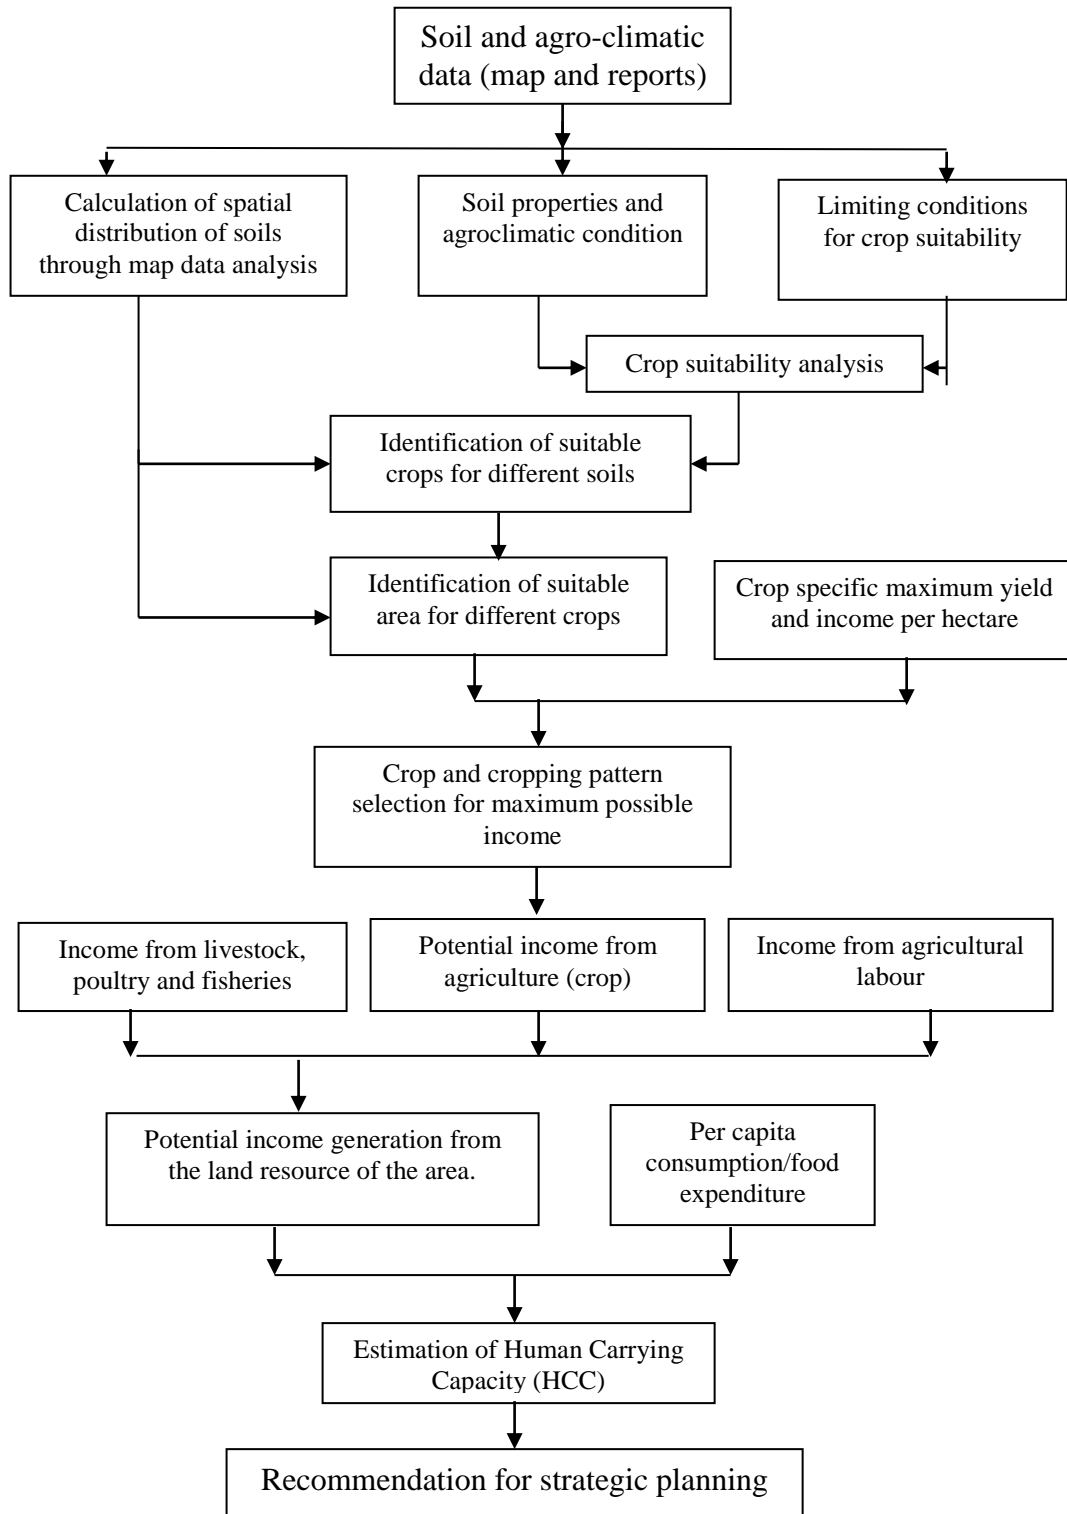 Soil and agro-climatic
data (map and reports)
Calculation of spatial
distribution of soils
through map data analysis
Soil properties and
agroclimatic condition
Limiting conditions
for crop suitability
Crop suitability analysis
Identification of suitable
crops for different soils
Identification of suitable
area for different crops
Crop specific maximum yield
and income per hectare
Crop and cropping pattern
selection for maximum possible
income
Income from livestock,
poultry and fisheries
Potential income from
agriculture (crop)
Income from agricultural
labour
Potential income generation from
the land resource of the area.
Per capita
consumption/food
expenditure
Estimation of Human Carrying
Capacity (HCC)
Recommendation for strategic planning